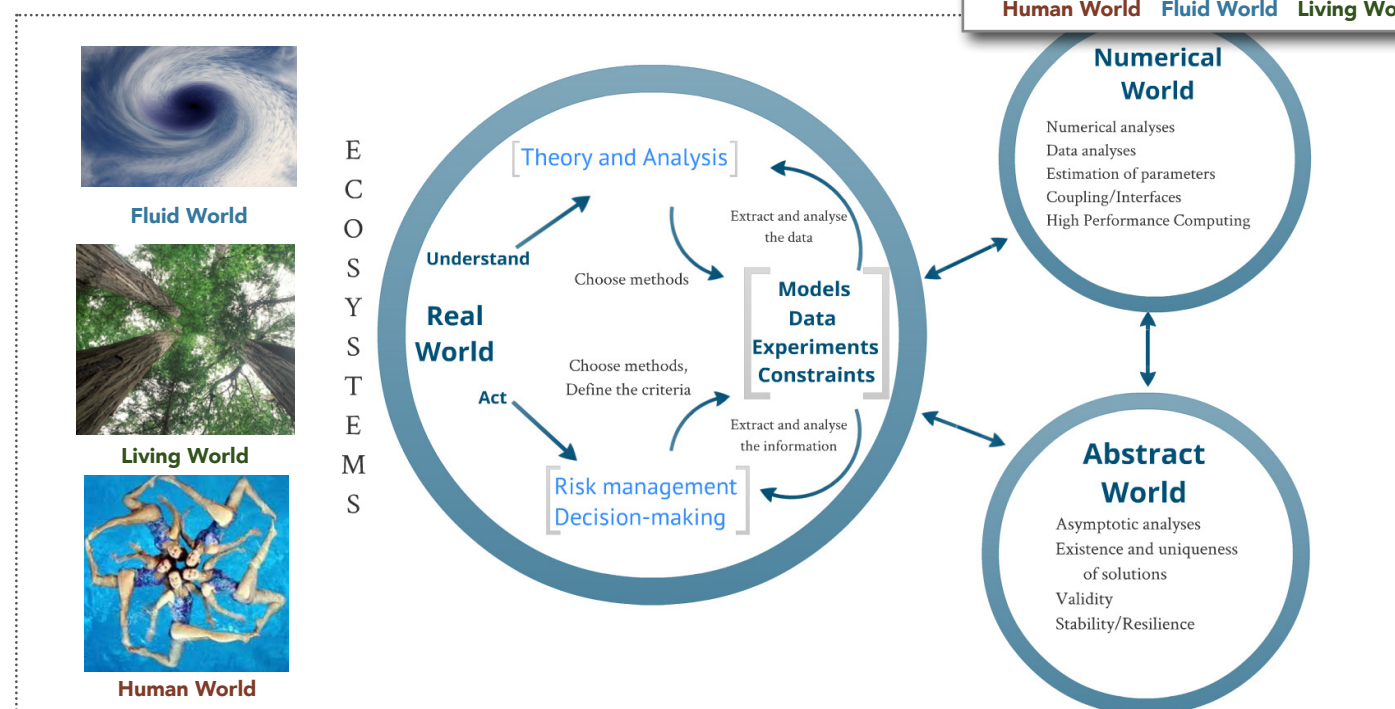 Human World Fluid World Living Wo
Fluid World
Living World
Human World
ECOSYSTEMS
[Theory and Analysis]
Understand
Real
World
Act
Choose methods
Extract and analyse
the data
Models
Data
Experiments
Constraints
Choose methods,
Define the criteria
Extract and analyse
the information
[Risk management
Decision-making]
Numerical
World
Numerical analyses
Data analyses
Estimation of parameters
Coupling/Interfaces
High Performance Computing
Abstract
World
Asymptotic analyses
Existence and uniqueness
of solutions
Validity
Stability/Resilience